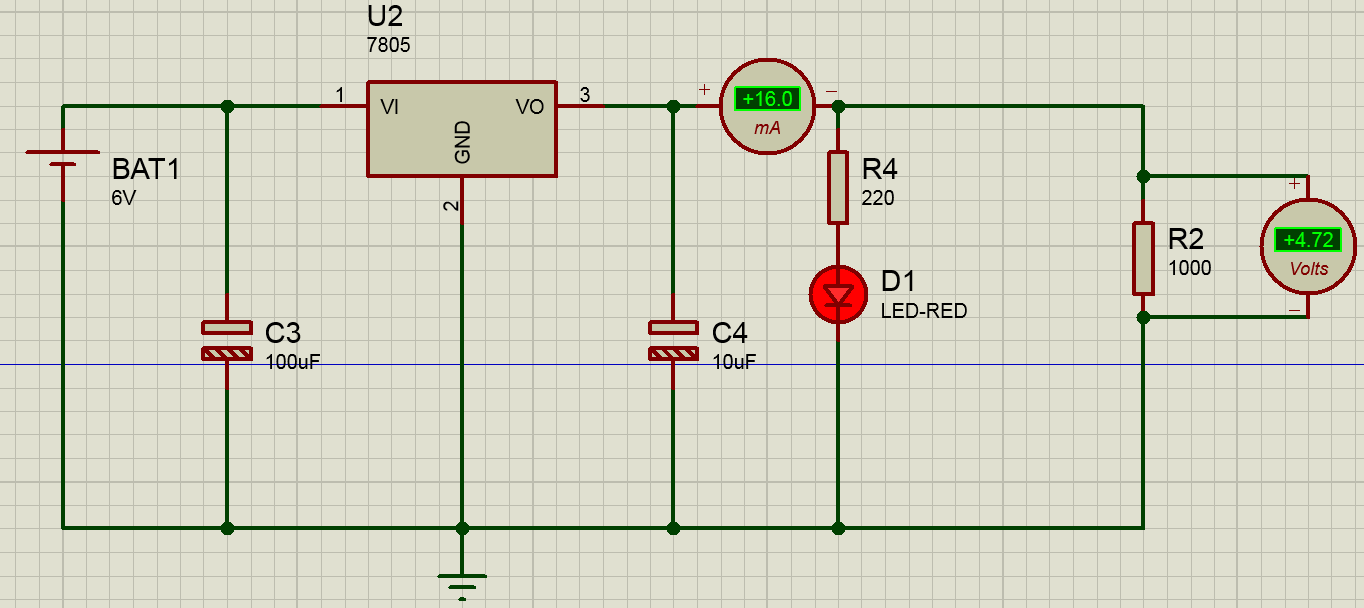 U2
7805
1
VI
VO
3
GND
2
+
+16.0
mA
−
BAT1
6V
R4
220
+
+4.72
Volts
−
R2
1000
D1
LED-RED
C3
100uF
C4
10uF